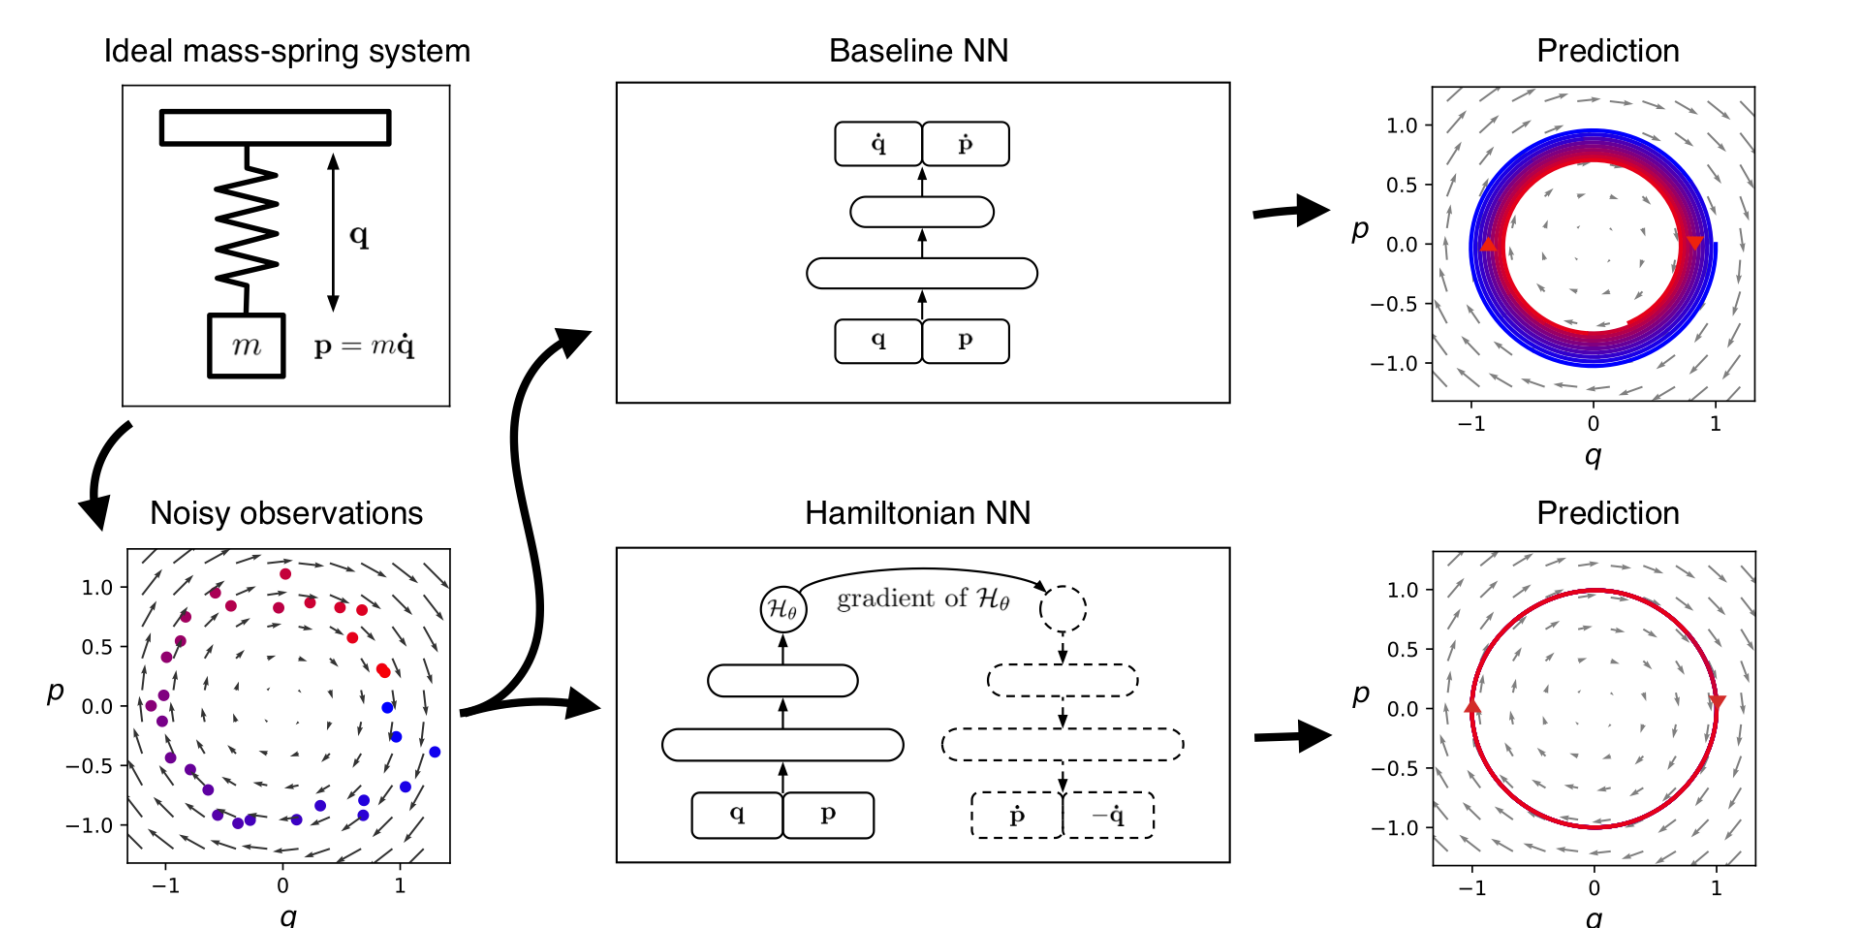 Ideal mass-spring system
q
m
p = mq̇
Baseline NN
q̇ ṗ
q p
Prediction
1.0
0.5
p
0.0
−0.5
−1.0
−1 0 1
q
Noisy observations
1.0
0.5
p
0.0
−0.5
−1.0
−1 0 1
q
Hamiltonian NN
ℋθ
gradient of ℋθ
q p
ṗ −q̇
Prediction
1.0
0.5
p
0.0
−0.5
−1.0
−1 0 1
q